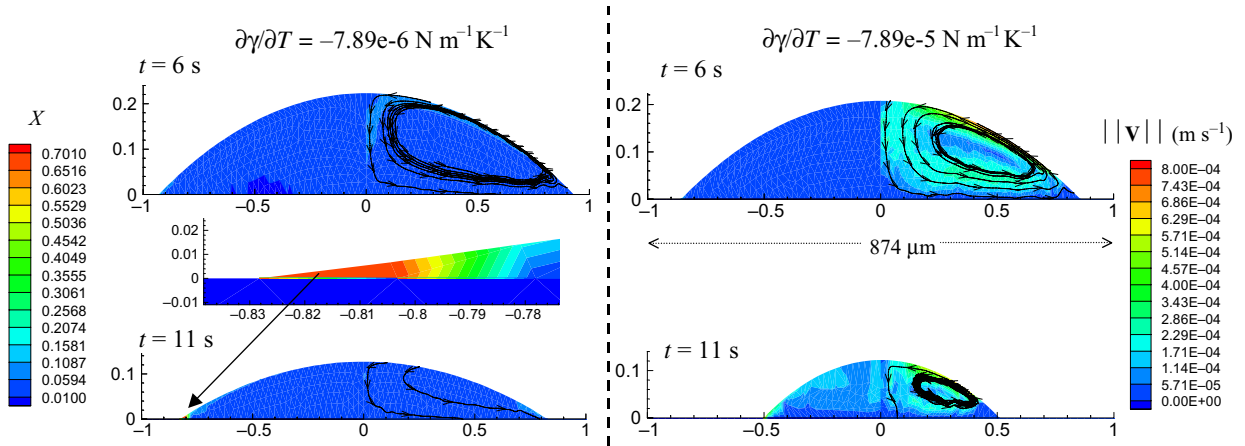 ∂γ/∂T = –7.89e-6 N m⁻¹ K⁻¹
t = 6 s
0.2
0.1
0
–1 –0.5 0 0.5 1
X
0.7010
0.6516
0.6023
0.5529
0.5036
0.4542
0.4049
0.3555
0.3061
0.2568
0.2074
0.1087
0.0594
0.0100
0.02
0.01
0
–0.01
–0.83 –0.82 –0.81 –0.8 –0.79 –0.78
t = 11 s
0.1
0
–1 –0.5 0 0.5 1
∂γ/∂T = –7.89e-5 N m⁻¹ K⁻¹
t = 6 s
0.2
0.1
0
–1 –0.5 0 0.5 1
874 μm
||V|| (m s⁻¹)
8.00E–04
7.43E–04
6.86E–04
6.29E–04
5.71E–04
5.14E–04
4.57E–04
4.00E–04
3.43E–04
2.86E–04
2.29E–04
1.71E–04
1.14E–04
5.71E–05
0.00E+00
t = 11 s
0.1
0
–1 –0.5 0 0.5 1